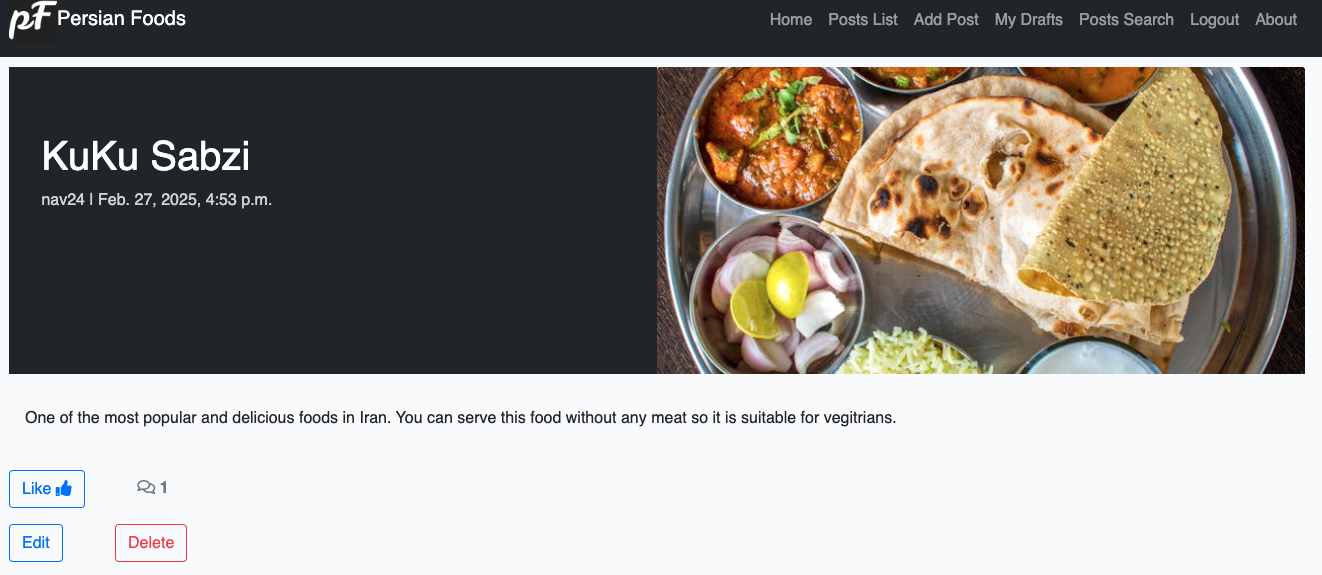 pF Persian Foods Home Posts List Add Post My Drafts Posts Search Logout About
KuKu Sabzi
nav24 | Feb. 27, 2025, 4:53 p.m.
One of the most popular and delicious foods in Iran. You can serve this food without any meat so it is suitable for vegitrians.
Like 1
Edit Delete